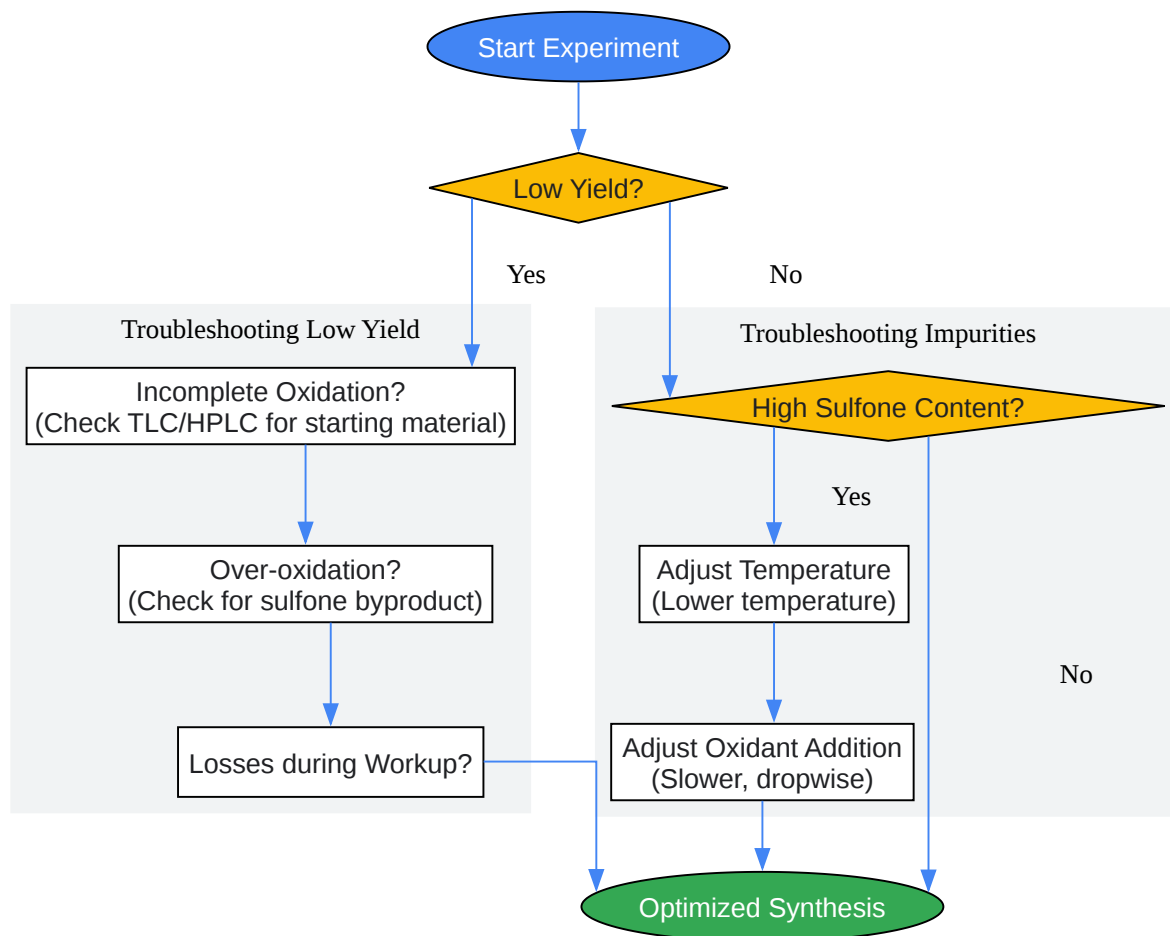 Start Experiment
Low Yield?
Yes
No
Troubleshooting Low Yield
Incomplete Oxidation?
(Check TLC/HPLC for starting material)
Over-oxidation?
(Check for sulfone byproduct)
Losses during Workup?
Troubleshooting Impurities
High Sulfone Content?
Yes
Adjust Temperature
(Lower temperature)
No
Adjust Oxidant Addition
(Slower, dropwise)
Optimized Synthesis